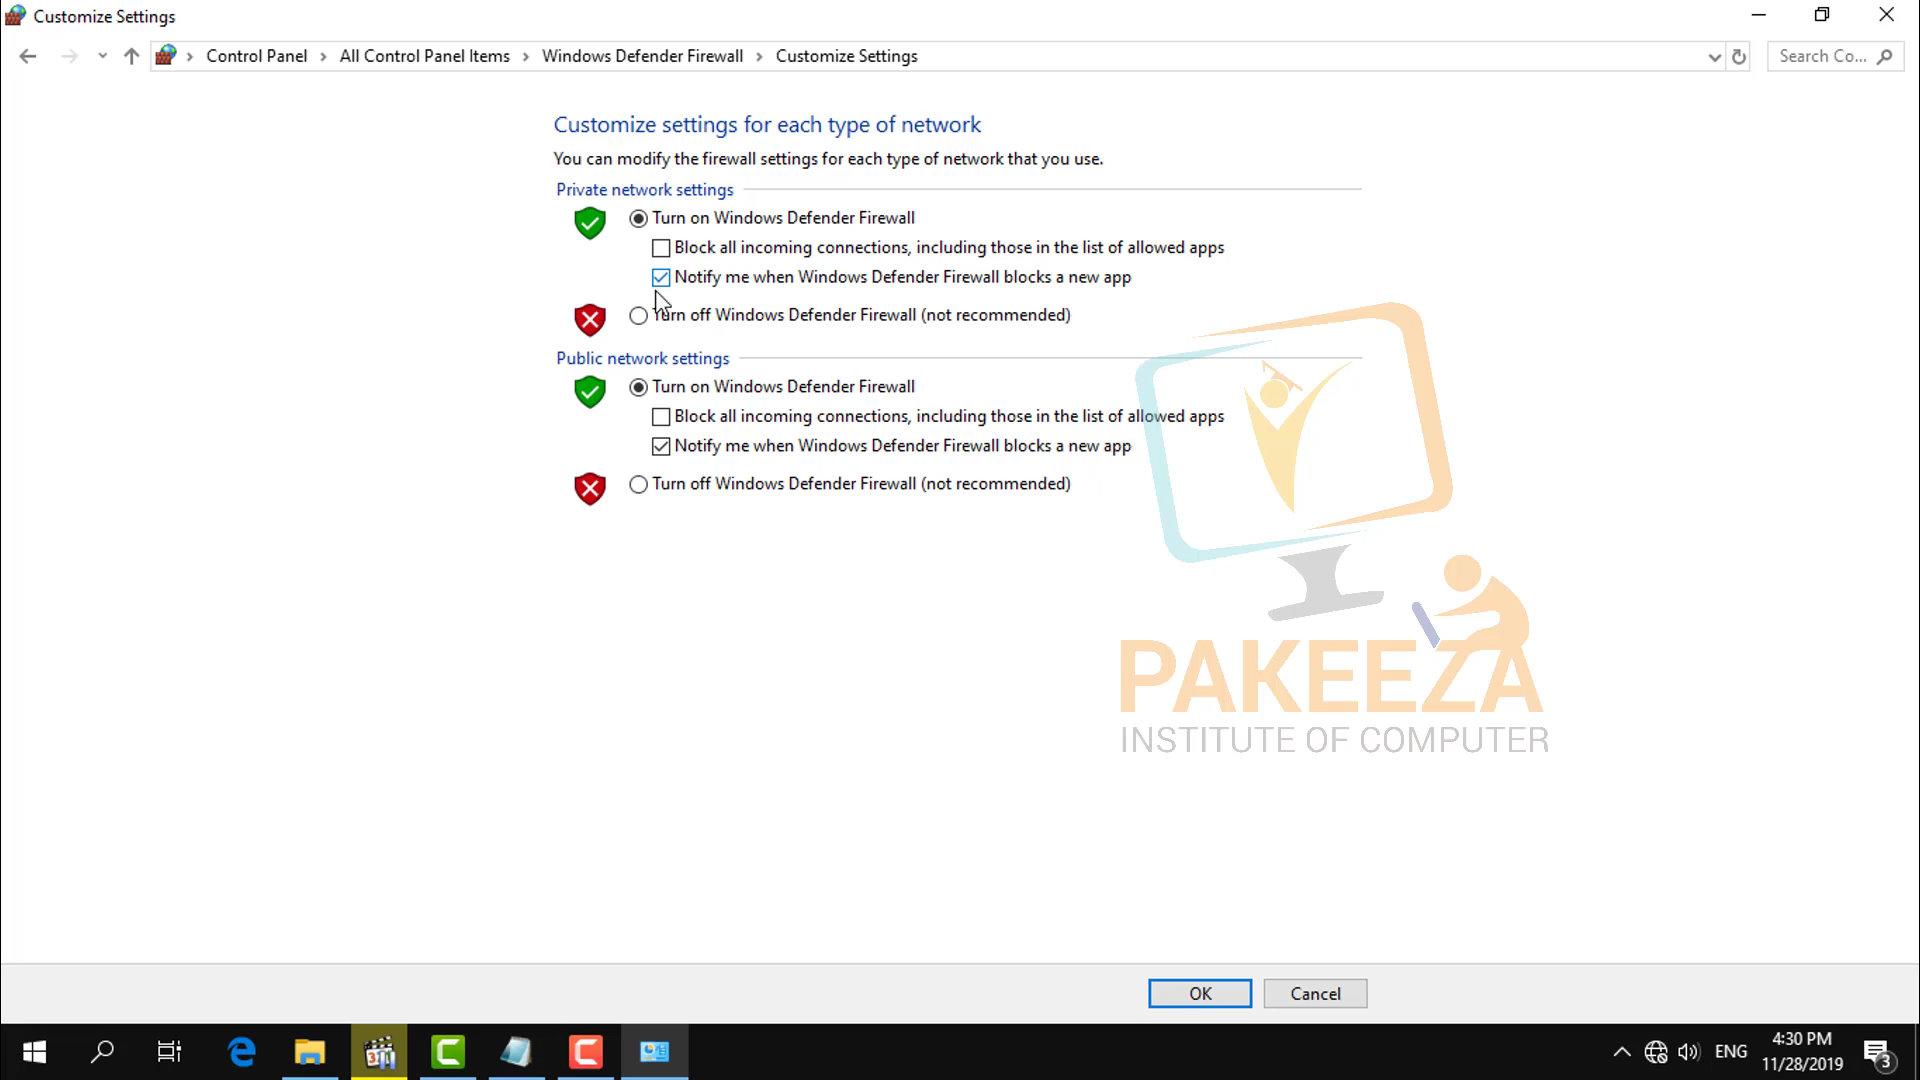 Customize Settings
Control Panel > All Control Panel Items > Windows Defender Firewall > Customize Settings
Search Co...
Customize settings for each type of network
You can modify the firewall settings for each type of network that you use.
Private network settings
Turn on Windows Defender Firewall
Block all incoming connections, including those in the list of allowed apps
Notify me when Windows Defender Firewall blocks a new app
Turn off Windows Defender Firewall (not recommended)
Public network settings
Turn on Windows Defender Firewall
Block all incoming connections, including those in the list of allowed apps
Notify me when Windows Defender Firewall blocks a new app
Turn off Windows Defender Firewall (not recommended)
PAKEEZA
INSTITUTE OF COMPUTER
OK
Cancel
ENG
4:30 PM
11/28/2019
3